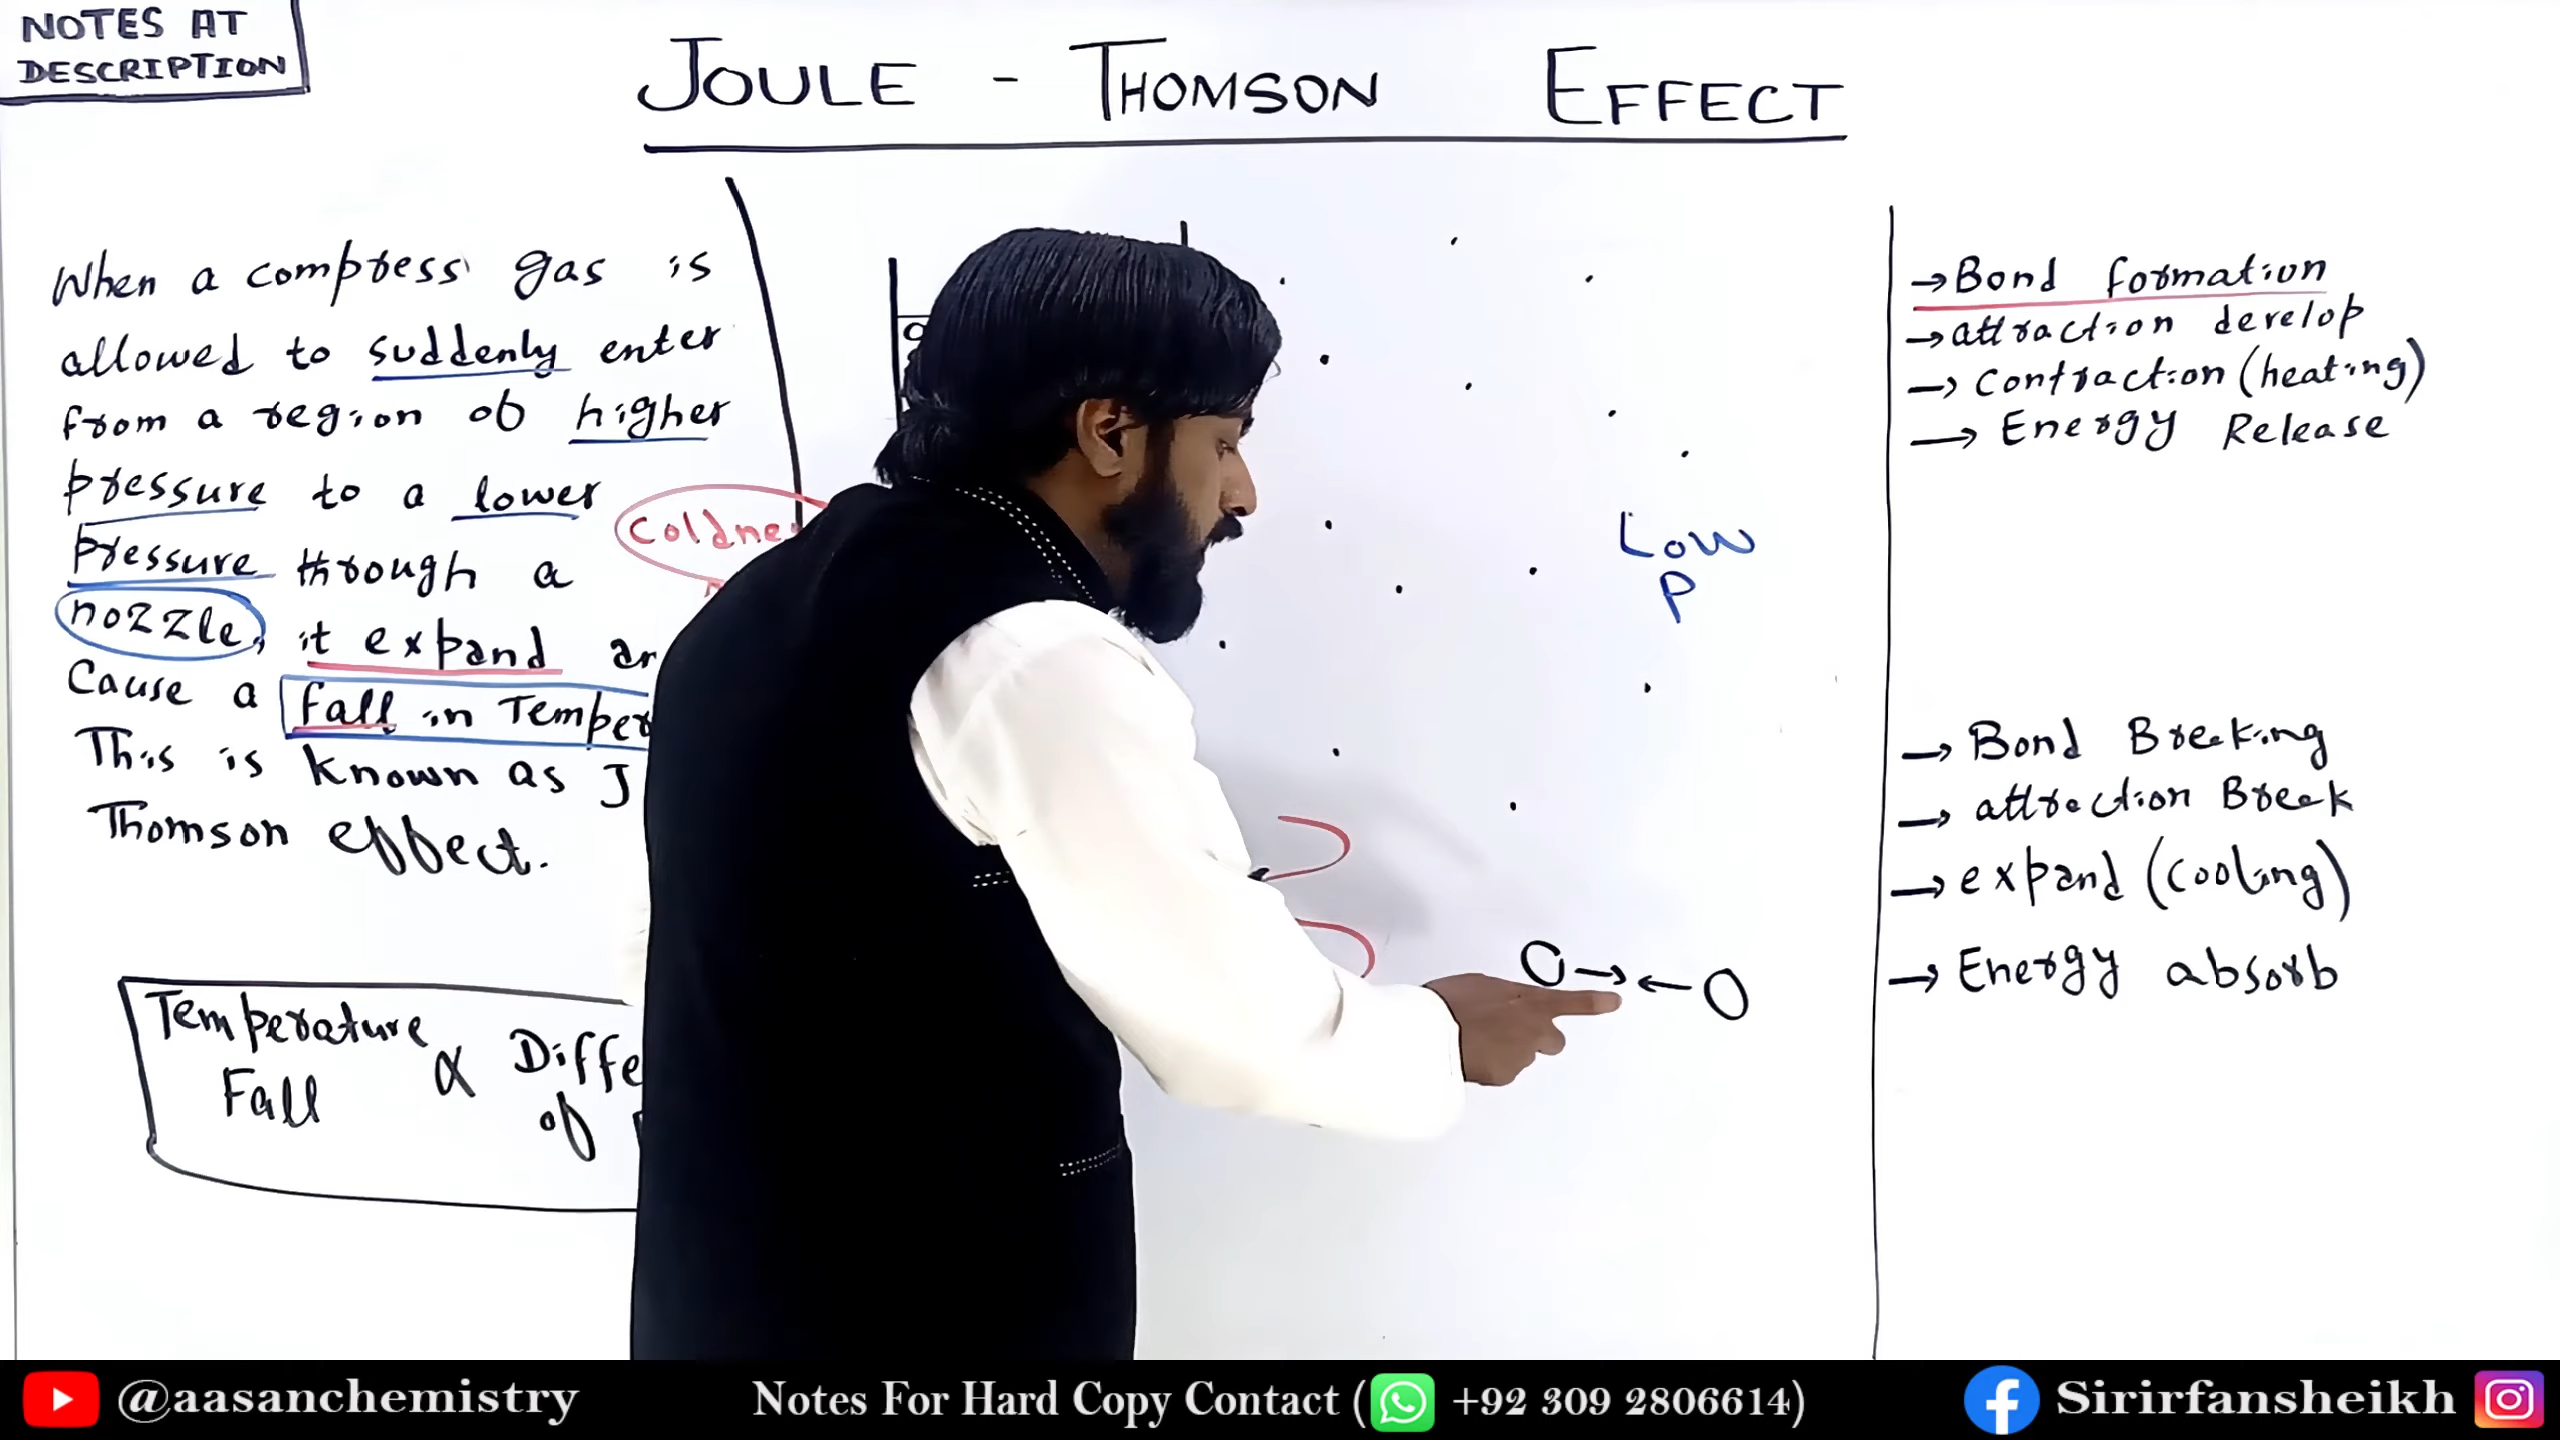 NOTES AT
DESCRIPTION
JOULE - THOMSON EFFECT
When a compress gas is
allowed to suddenly enter
from a region of higher
pressure to a lower
pressure through a
nozzle, it expand
Cause a fall in
This is known as J
Thomson effect.
Temperature
Fall ∝
of
Low
P
O → ← O
→ Bond formation
→ attraction develop
→ Contraction (heating)
→ Energy Release
→ Bond Breaking
→ attraction Break
→ expand (cooling)
→ Energy absorb
@aasanchemistry
Notes For Hard Copy Contact ( +92 309 2806614)
Sirirfansheikh